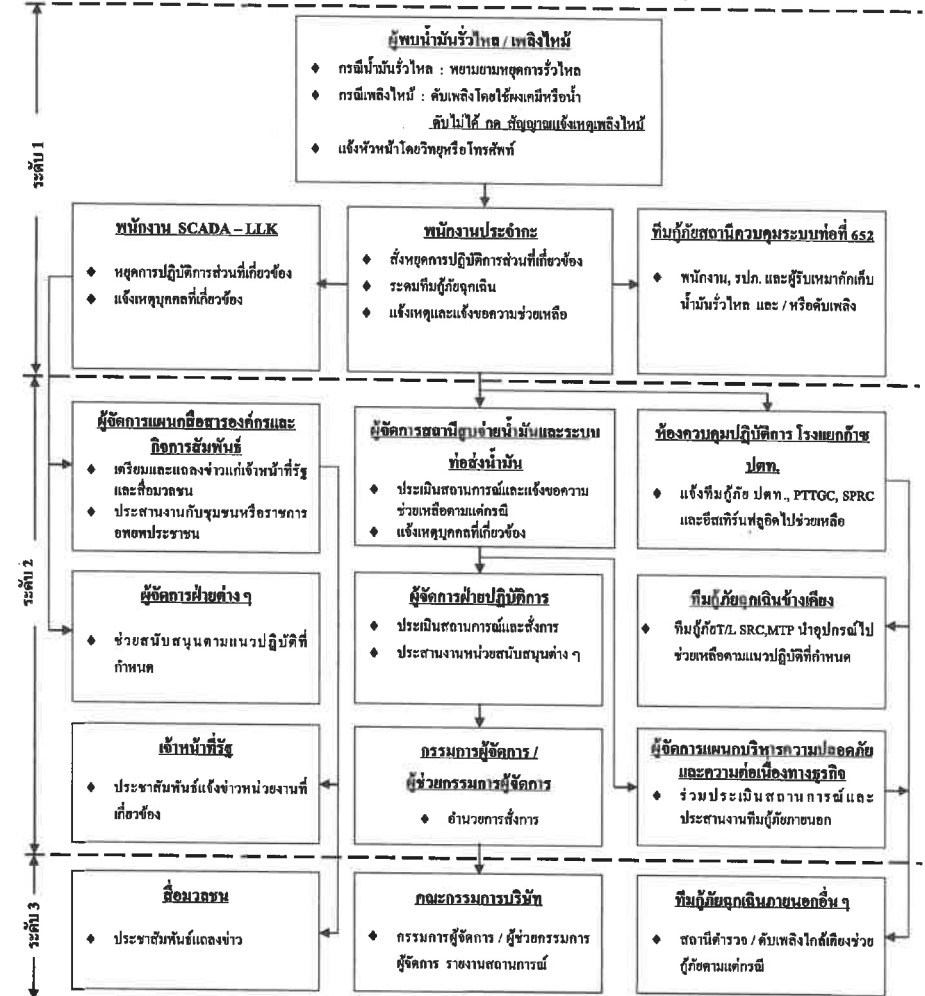 ระดับ 1
ผู้พบน้ำมันรั่วไหล / เพลิงไหม้
♦ กรณีน้ำมันรั่วไหล : พยายามหยุดการรั่วไหล
♦ กรณีเพลิงไหม้ : ดับเพลิงโดยใช้ผงเคมีหรือน้ำ
ดับไม่ได้ กด สัญญาณแจ้งเหตุเพลิงไหม้
♦ แจ้งหัวหน้าโดยวิทยุหรือโทรศัพท์
พนักงาน SCADA – LLK
♦ หยุดการปฏิบัติการส่วนที่เกี่ยวข้อง
♦ แจ้งเหตุบุคคลที่เกี่ยวข้อง
พนักงานประจำกะ
♦ สั่งหยุดการปฏิบัติการส่วนที่เกี่ยวข้อง
♦ ระดมทีมกู้ภัยฉุกเฉิน
♦ แจ้งเหตุและแจ้งขอความช่วยเหลือ
ทีมกู้ภัยสถานีควบคุมระบบท่อที่ 652
♦ พนักงาน, รปภ. และผู้รับเหมากักเก็บ
น้ำมันรั่วไหล และ / หรือดับเพลิง
ระดับ 2
ผู้จัดการแผนกสื่อสารองค์กรและ
กิจการสัมพันธ์
♦ เตรียมและแถลงข่าวแก่เจ้าหน้าที่รัฐ
และสื่อมวลชน
♦ ประสานงานกับชุมชนหรือราชการ
อพยพประชาชน
ผู้จัดการสถานีสูบจ่ายน้ำมันและระบบ
ท่อส่งน้ำมัน
♦ ประเมินสถานการณ์และแจ้งขอความ
ช่วยเหลือตามแต่กรณี
♦ แจ้งเหตุบุคคลที่เกี่ยวข้อง
ห้องควบคุมปฏิบัติการ โรงแยกก๊าซ
ปตท.
♦ แจ้งทีมกู้ภัย ปตท., PTTGC, SPRC
และอีสเทิร์นฟลูอิดไปช่วยเหลือ
ผู้จัดการฝ่ายต่าง ๆ
♦ ช่วยสนับสนุนตามแนวปฏิบัติที่
กำหนด
ผู้จัดการฝ่ายปฏิบัติการ
♦ ประเมินสถานการณ์และสั่งการ
♦ ประสานงานหน่วยสนับสนุนต่าง ๆ
ทีมกู้ภัยฉุกเฉินข้างเคียง
♦ ทีมกู้ภัยT/L SRC,MTP นำอุปกรณ์ไป
ช่วยเหลือตามแนวปฏิบัติที่กำหนด
เจ้าหน้าที่รัฐ
♦ ประชาสัมพันธ์แจ้งข่าวหน่วยงานที่
เกี่ยวข้อง
กรรมการผู้จัดการ /
ผู้ช่วยกรรมการผู้จัดการ
♦ อำนวยการสั่งการ
ผู้จัดการแผนกบริหารความปลอดภัย
และความต่อเนื่องทางธุรกิจ
♦ ร่วมประเมินสถานการณ์และ
ประสานงานทีมกู้ภัยภายนอก
ระดับ 3
สื่อมวลชน
♦ ประชาสัมพันธ์แถลงข่าว
คณะกรรมการบริษัท
♦ กรรมการผู้จัดการ / ผู้ช่วยกรรมการ
ผู้จัดการ รายงานสถานการณ์
ทีมกู้ภัยฉุกเฉินภายนอกอื่น ๆ
♦ สถานีตำรวจ / ดับเพลิงใกล้เคียงช่วย
กู้ภัยตามแต่กรณี